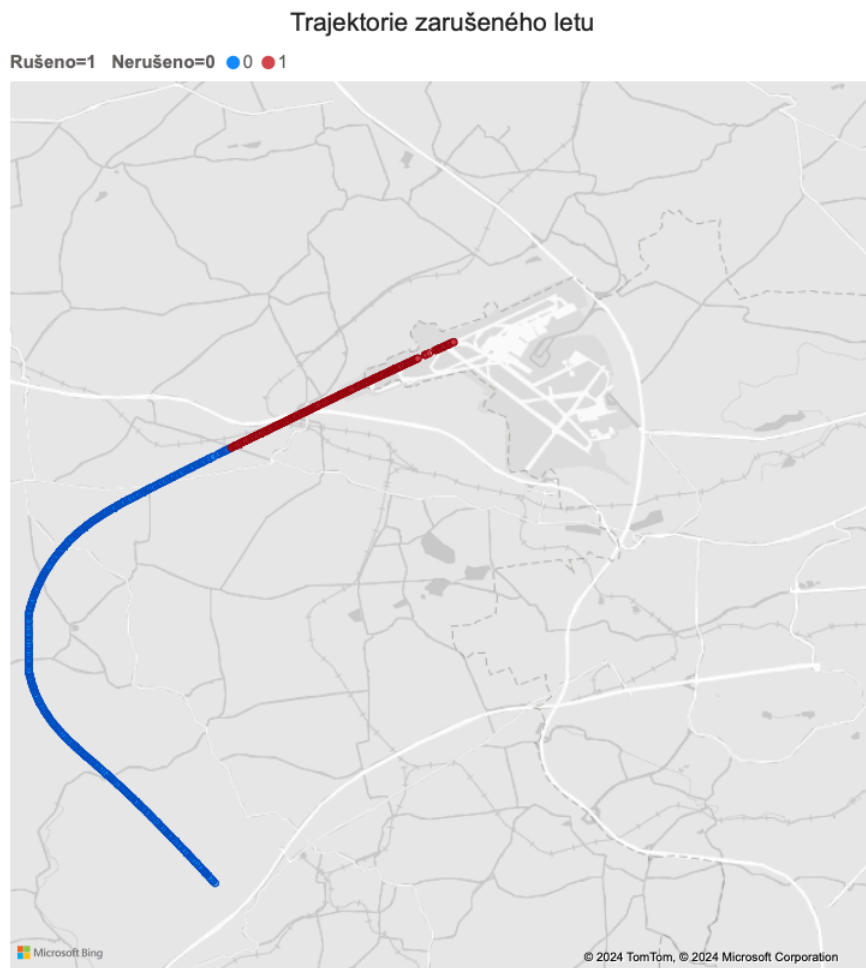 Trajektorie zarušeného letu
Rušeno=1 Nerušeno=0 0 1
Microsoft Bing
© 2024 TomTom, © 2024 Microsoft Corporation